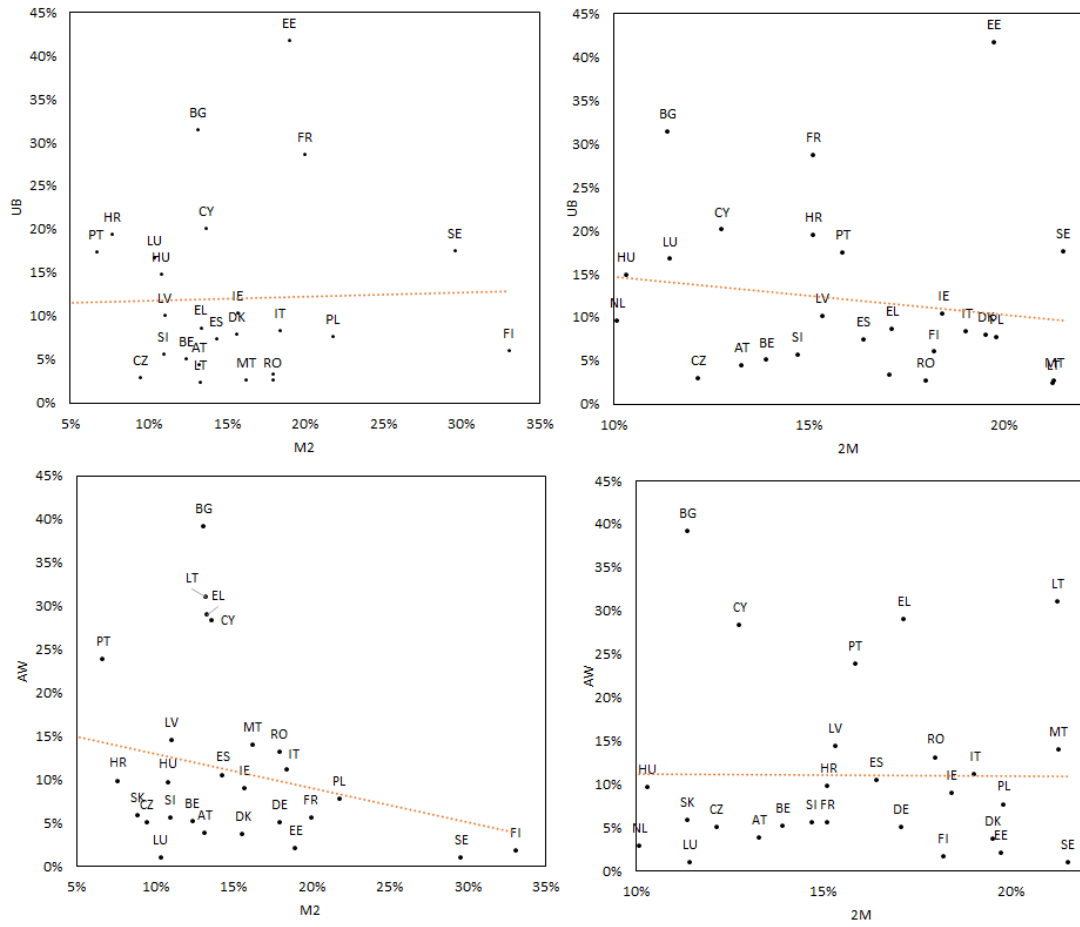 45%
40%
35%
30%
25%
20%
15%
10%
5%
0%
UB
EE
BG
FR
CY
HR
PT
LU
HU
SE
LV
IE
EL
ES
DK
IT
PL
SI
BE
AT
CZ
LT
MT
RO
FI
5%
10%
15%
20%
25%
30%
35%
M2
45%
40%
35%
30%
25%
20%
15%
10%
5%
0%
UB
EE
BG
FR
CY
HR
PT
LU
HU
SE
NL
LV
IE
EL
ES
IT
DK
PL
SI
BE
AT
CZ
FI
RO
LT
MT
10%
15%
20%
2M
45%
40%
35%
30%
25%
20%
15%
10%
5%
0%
AW
BG
LT
EL
CY
PT
LV
MT
RO
IT
HR
HU
ES
IE
PL
SK
CZ
SI
BE
AT
DK
DE
FR
EE
LU
SE
FI
5%
10%
15%
20%
25%
30%
35%
M2
45%
40%
35%
30%
25%
20%
15%
10%
5%
0%
AW
BG
LT
EL
CY
PT
LV
MT
RO
IT
HU
HR
ES
IE
PL
SK
CZ
NL
LU
AT
BE
SI
FR
DE
FI
DK
EE
SE
10%
15%
20%
2M